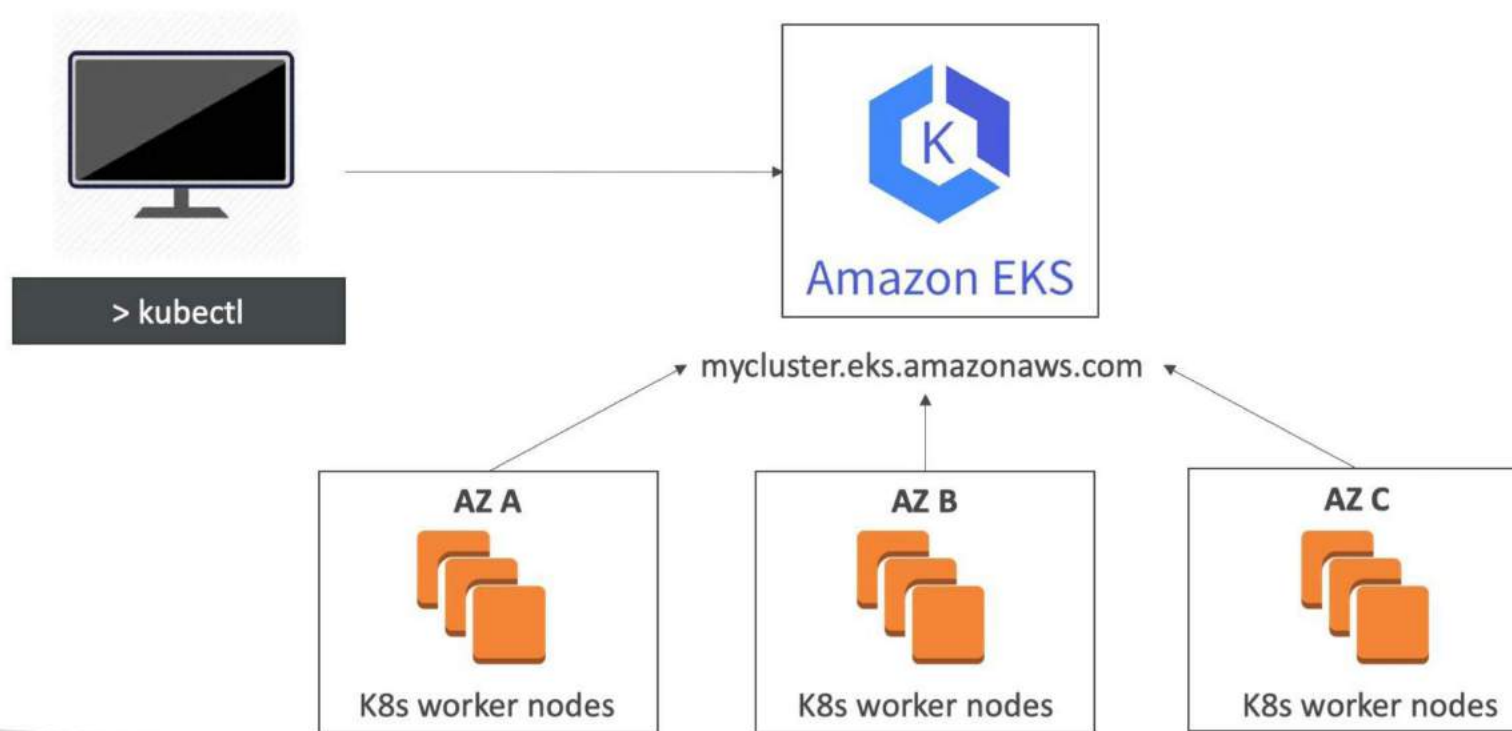 K
Amazon EKS
> kubectl
mycluster.eks.amazonaws.com
AZ A
AZ B
AZ C
K8s worker nodes
K8s worker nodes
K8s worker nodes